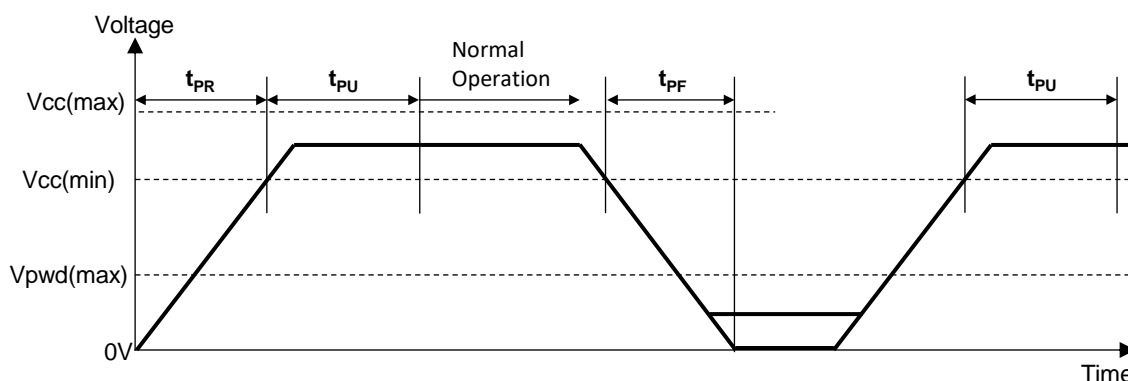 Voltage
Normal
Operation
tPR
tPU
tPF
tPU
Vcc(max)
Vcc(min)
Vpwd(max)
0V
Time